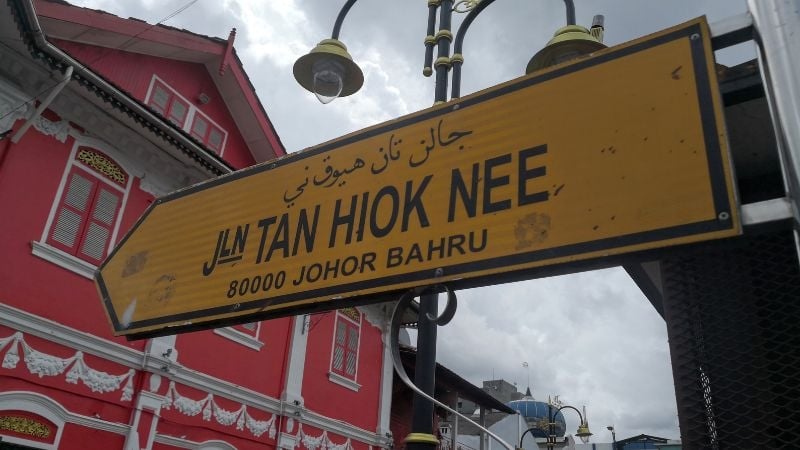 جالن تان هيوق ني
JLN TAN HIOK NEE
80000 JOHOR BAHRU